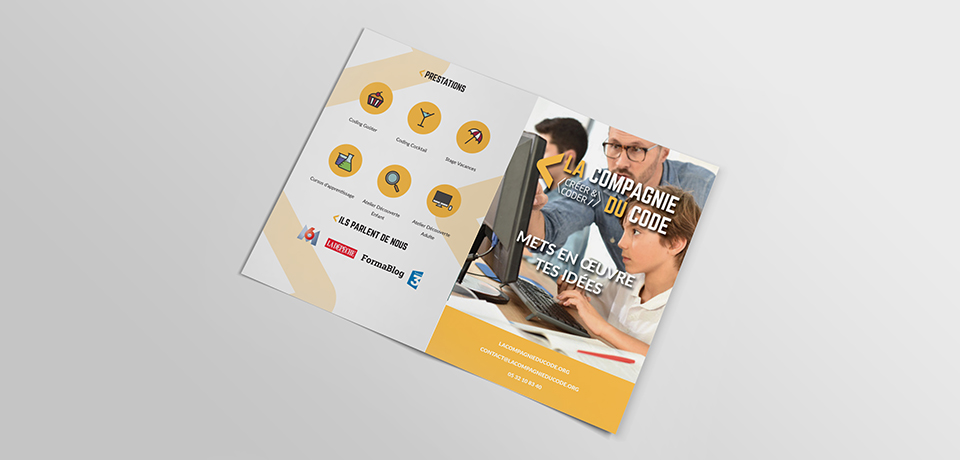 < PRESTATIONS
Coding Goûter
Coding Cocktail
Stage Vacances
Cursus d'apprentissage
Atelier Découverte
Enfant
Atelier Découverte
Adulte
< ILS PARLENT DE NOUS
M6
LA DÉPÊCHE
FormaBlog
3
< LA COMPAGNIE
DU CODE
< CRÉER &
CODER />
METS EN ŒUVRE
TES IDÉES
LACOMPAGNIEDUCODE.ORG
CONTACT@LACOMPAGNIEDUCODE.ORG